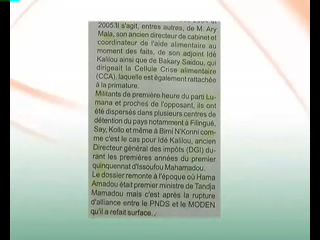 2005.Il s'agit, entres autres, de M. Ary
Mala, son ancien directeur de cabinet et
coordinateur de l'aide alimentaire au
moment des faits, de son adjoint Idé
Kalilou ainsi que de Bakary Saidou, qui
dirigeait la Cellule Crise alimentaire
(CCA), laquelle est également rattachée
à la primature.
Militants de première heure du parti Lu-
mana et proches de l'opposant, ils ont
été dispersés dans plusieurs centres de
détention du pays notamment à Filingué,
Say, Kollo et même à Birni N'Konni com-
me c'est le cas pour Idé Kalilou, ancien
Directeur Général des impôts (DGI) du-
rant les premières années du premier
quinquennat d'Issoufou Mahamadou.
Le dossier remonte à l'époque où Hama
Amadou était premier ministre de Tandja
Mamadou mais c'est après la rupture
d'alliance entre le PNDS et le MODEN
qu'il a refait surface.